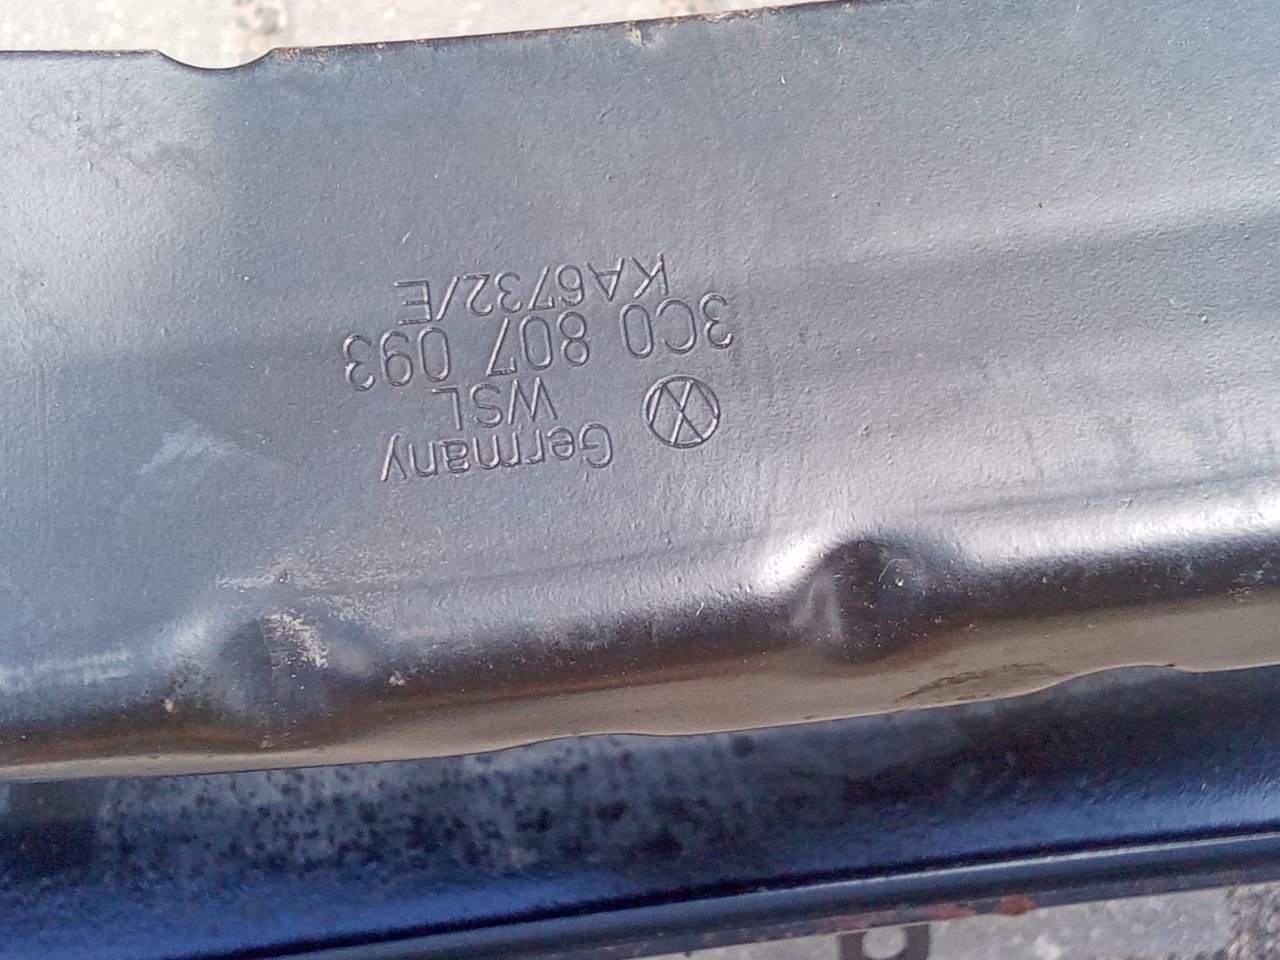 Germany
WSL
3C0 807 093
KA6732/E